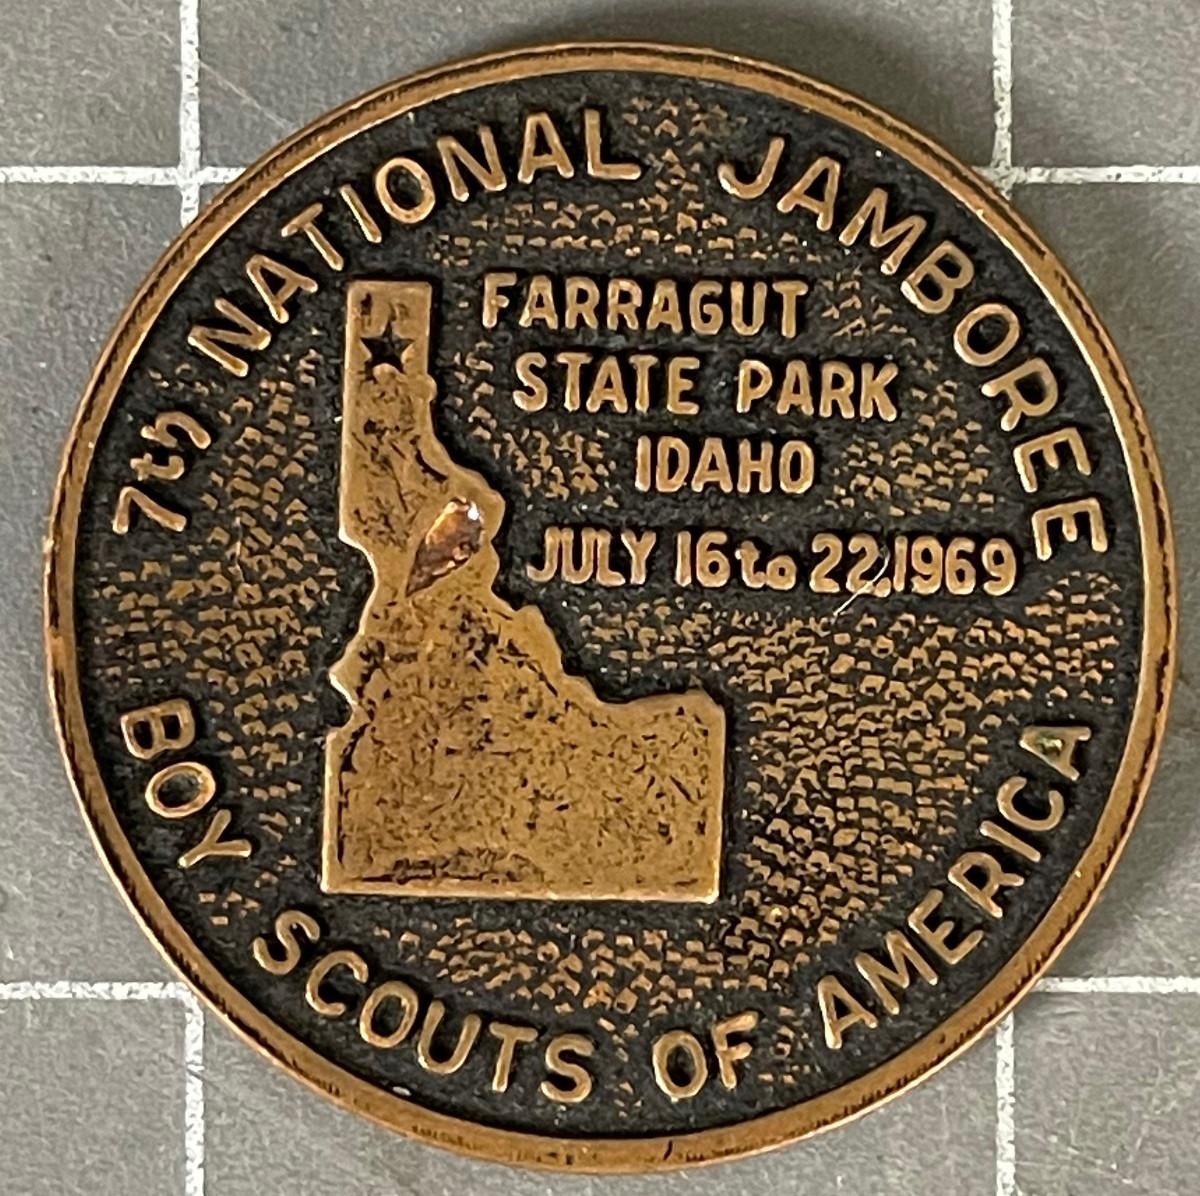 7th NATIONAL JAMBOREE
FARRAGUT
STATE PARK
IDAHO
JULY 16 to 22, 1969
BOY SCOUTS OF AMERICA